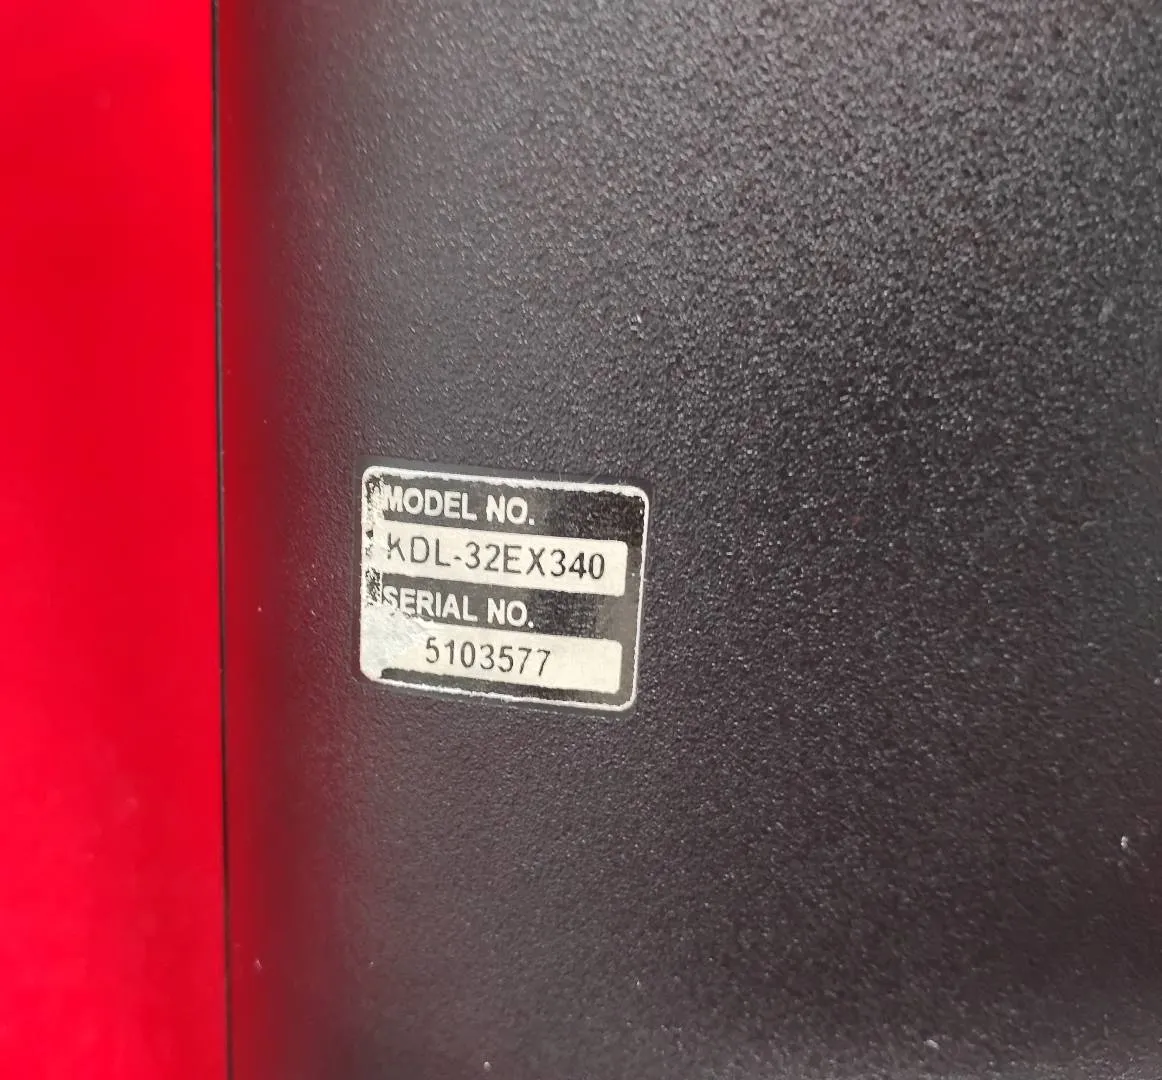 MODEL NO.
KDL-32EX340
SERIAL NO.
5103577